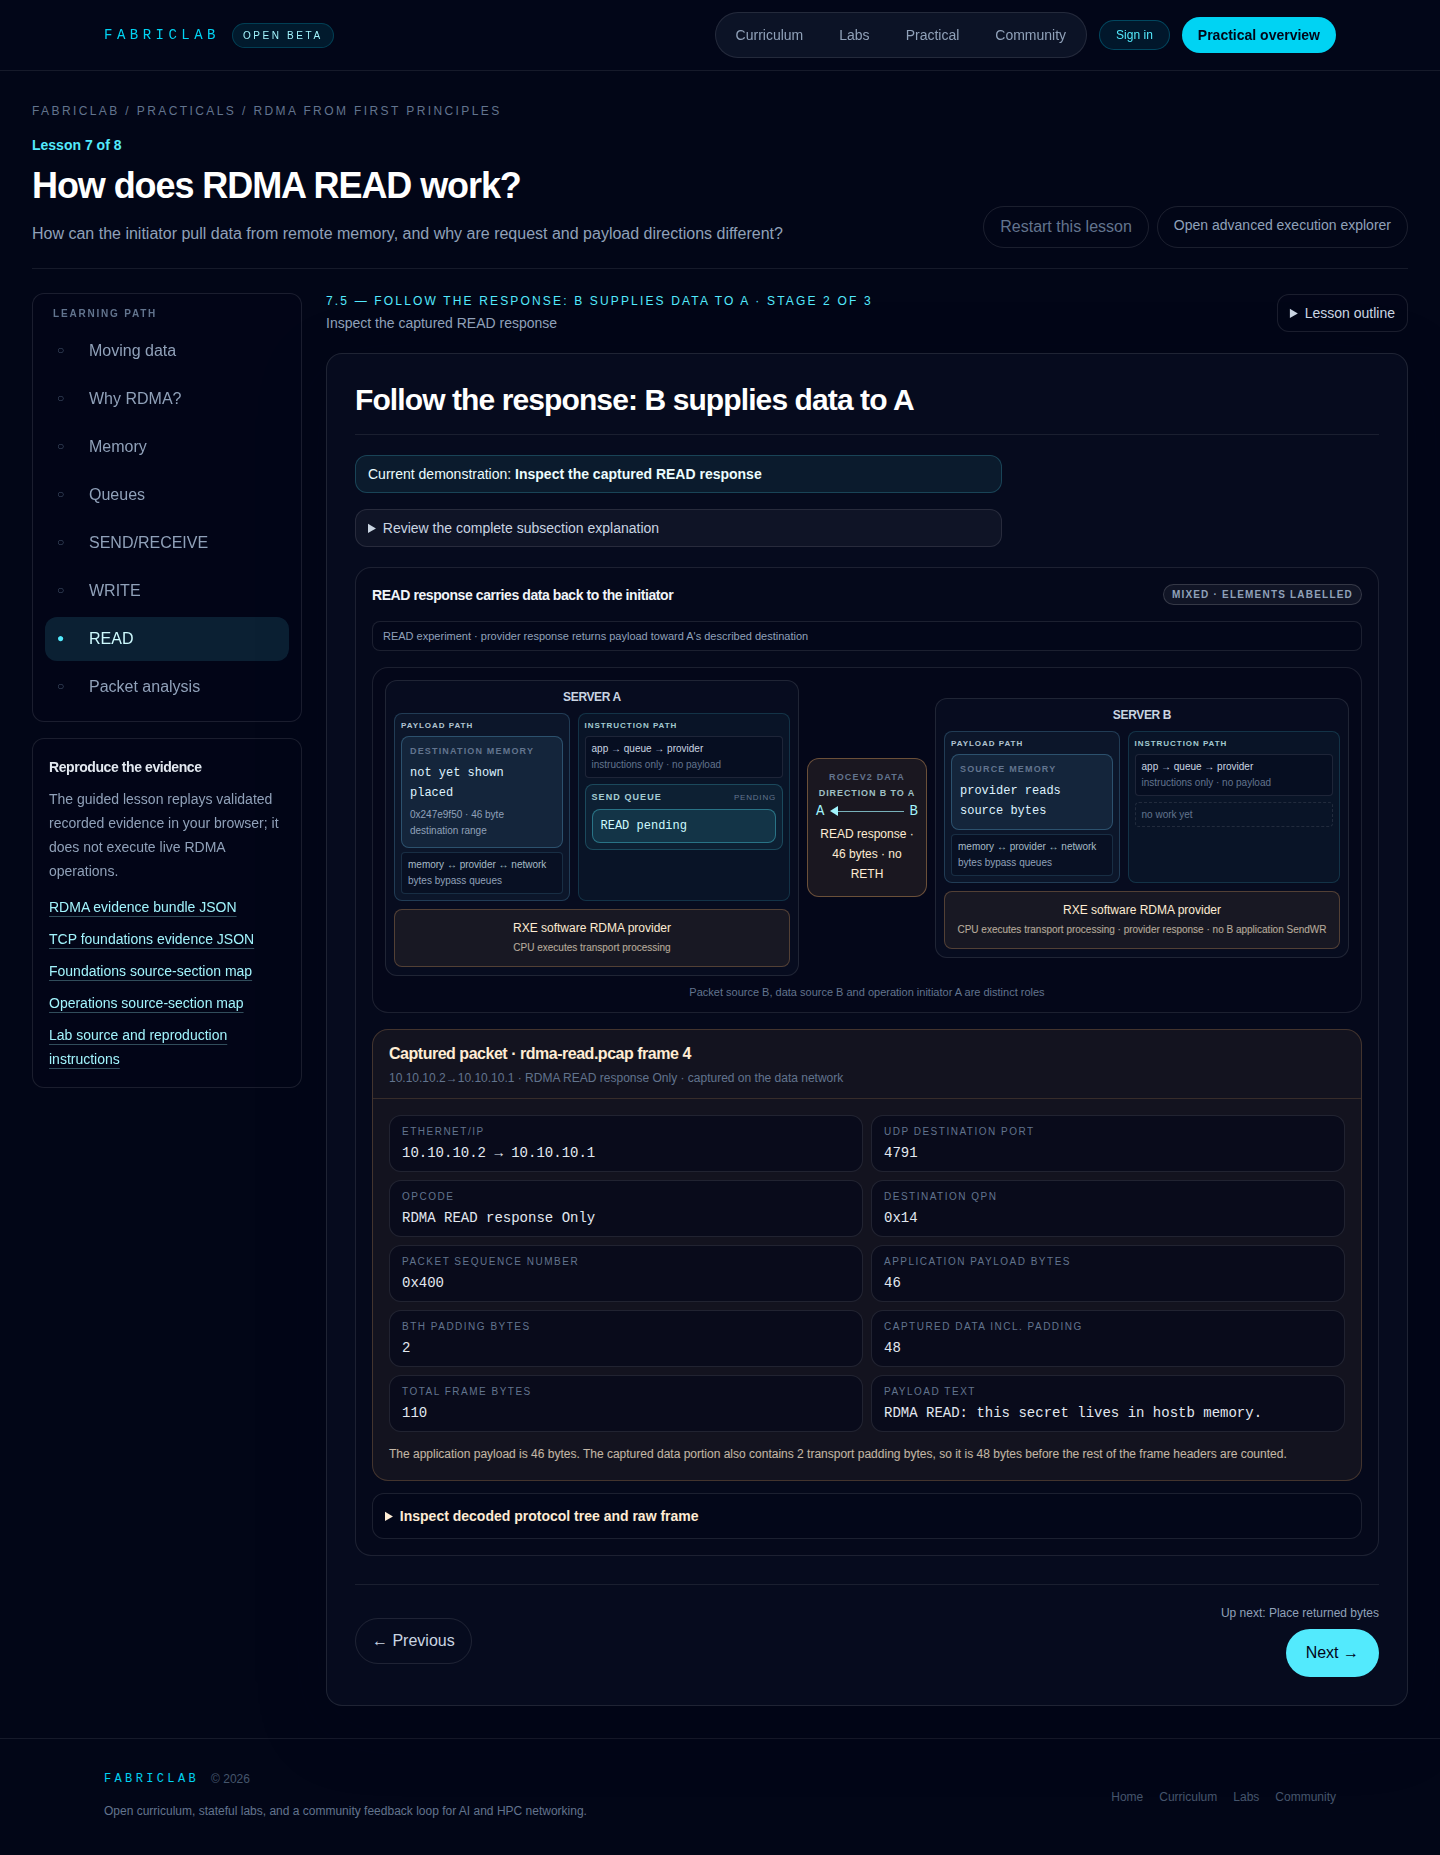 FABRICLAB
OPEN BETA
Curriculum
Labs
Practical
Community
Sign in
Practical overview
FABRICLAB / PRACTICALS / RDMA FROM FIRST PRINCIPLES
Lesson 7 of 8
How does RDMA READ work?
How can the initiator pull data from remote memory, and why are request and payload directions different?
Restart this lesson
Open advanced execution explorer
LEARNING PATH
Moving data
Why RDMA?
Memory
Queues
SEND/RECEIVE
WRITE
READ
Packet analysis
Reproduce the evidence
The guided lesson replays validated
recorded evidence in your browser; it
does not execute live RDMA
operations.
RDMA evidence bundle JSON
TCP foundations evidence JSON
Foundations source-section map
Operations source-section map
Lab source and reproduction
instructions
7.5 — FOLLOW THE RESPONSE: B SUPPLIES DATA TO A · STAGE 2 OF 3
Inspect the captured READ response
▶ Lesson outline
Follow the response: B supplies data to A
Current demonstration: Inspect the captured READ response
▶ Review the complete subsection explanation
READ response carries data back to the initiator
MIXED · ELEMENTS LABELLED
READ experiment · provider response returns payload toward A's described destination
SERVER A
PAYLOAD PATH
DESTINATION MEMORY
not yet shown
placed
0x247e9f50 · 46 byte
destination range
memory ↔ provider ↔ network
bytes bypass queues
INSTRUCTION PATH
app → queue → provider
instructions only · no payload
SEND QUEUE
PENDING
READ pending
RXE software RDMA provider
CPU executes transport processing
ROCEV2 DATA
DIRECTION B TO A
A ◀ B
READ response ·
46 bytes · no
RETH
SERVER B
PAYLOAD PATH
SOURCE MEMORY
provider reads
source bytes
memory ↔ provider ↔ network
bytes bypass queues
INSTRUCTION PATH
app → queue → provider
instructions only · no payload
no work yet
RXE software RDMA provider
CPU executes transport processing · provider response · no B application SendWR
Packet source B, data source B and operation initiator A are distinct roles
Captured packet · rdma-read.pcap frame 4
10.10.10.2→10.10.10.1 · RDMA READ response Only · captured on the data network
ETHERNET/IP
10.10.10.2 → 10.10.10.1
UDP DESTINATION PORT
4791
OPCODE
RDMA READ response Only
DESTINATION QPN
0x14
PACKET SEQUENCE NUMBER
0x400
APPLICATION PAYLOAD BYTES
46
BTH PADDING BYTES
2
CAPTURED DATA INCL. PADDING
48
TOTAL FRAME BYTES
110
PAYLOAD TEXT
RDMA READ: this secret lives in hostb memory.
The application payload is 46 bytes. The captured data portion also contains 2 transport padding bytes, so it is 48 bytes before the rest of the frame headers are counted.
▶ Inspect decoded protocol tree and raw frame
← Previous
Up next: Place returned bytes
Next →
FABRICLAB © 2026
Open curriculum, stateful labs, and a community feedback loop for AI and HPC networking.
Home
Curriculum
Labs
Community